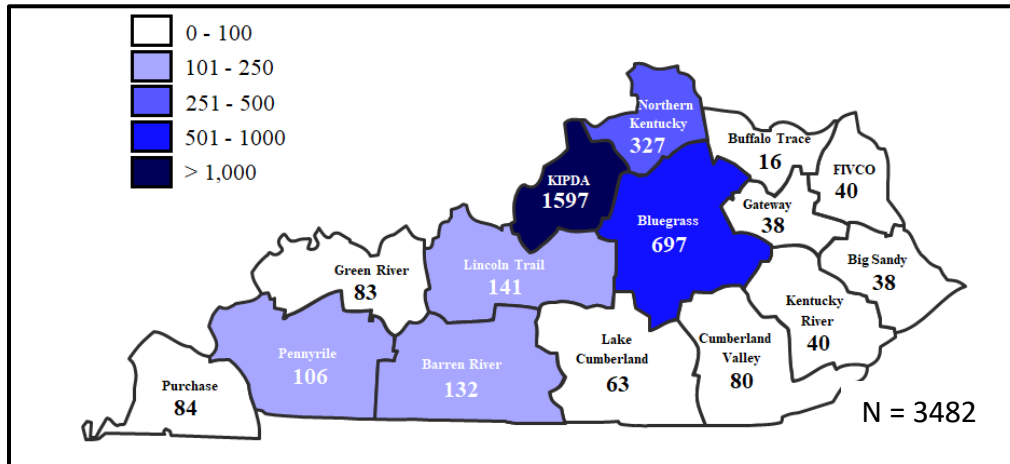 0 - 100
101 - 250
251 - 500
501 - 1000
> 1,000
Northern
Kentucky
327
Buffalo Trace
16
FIVCO
40
KIPDA
1597
Gateway
38
Bluegrass
697
Big Sandy
38
Lincoln Trail
141
Green River
83
Kentucky
River
40
Lake
Cumberland
63
Cumberland
Valley
80
Pennyrile
106
Barren River
132
Purchase
84
N = 3482